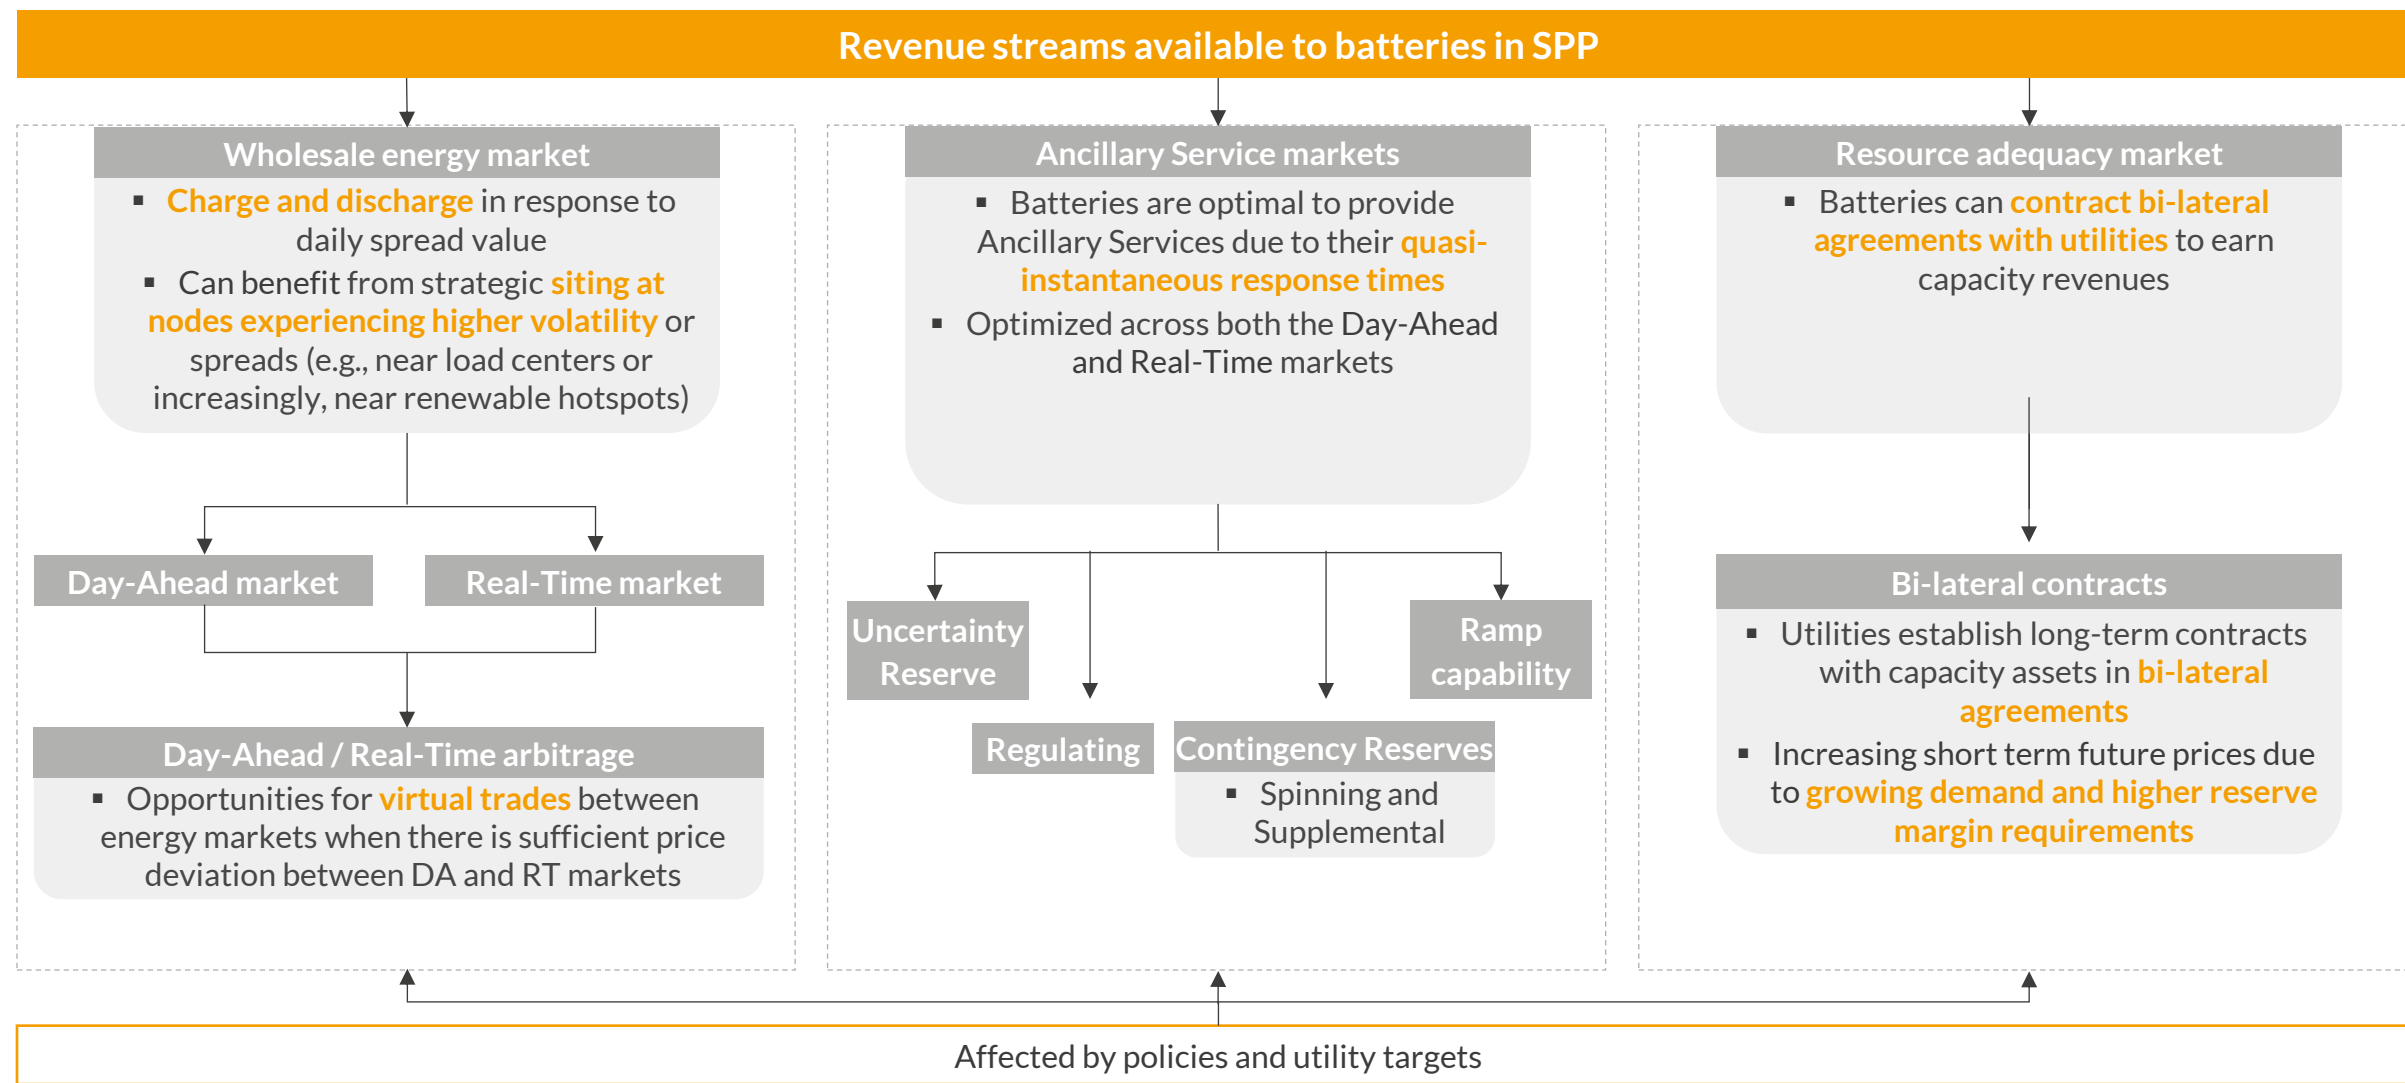 Revenue streams available to batteries in SPP
Wholesale energy market
▪ Charge and discharge in response to
daily spread value
▪ Can benefit from strategic siting at
nodes experiencing higher volatility or
spreads (e.g., near load centers or
increasingly, near renewable hotspots)
Day-Ahead market
Real-Time market
Day-Ahead / Real-Time arbitrage
▪ Opportunities for virtual trades between
energy markets when there is sufficient price
deviation between DA and RT markets
Ancillary Service markets
▪ Batteries are optimal to provide
Ancillary Services due to their quasi-
instantaneous response times
▪ Optimized across both the Day-Ahead
and Real-Time markets
Uncertainty
Reserve
Regulating
Contingency Reserves
▪ Spinning and
Supplemental
Ramp
capability
Resource adequacy market
▪ Batteries can contract bi-lateral
agreements with utilities to earn
capacity revenues
Bi-lateral contracts
▪ Utilities establish long-term contracts
with capacity assets in bi-lateral
agreements
▪ Increasing short term future prices due
to growing demand and higher reserve
margin requirements
Affected by policies and utility targets